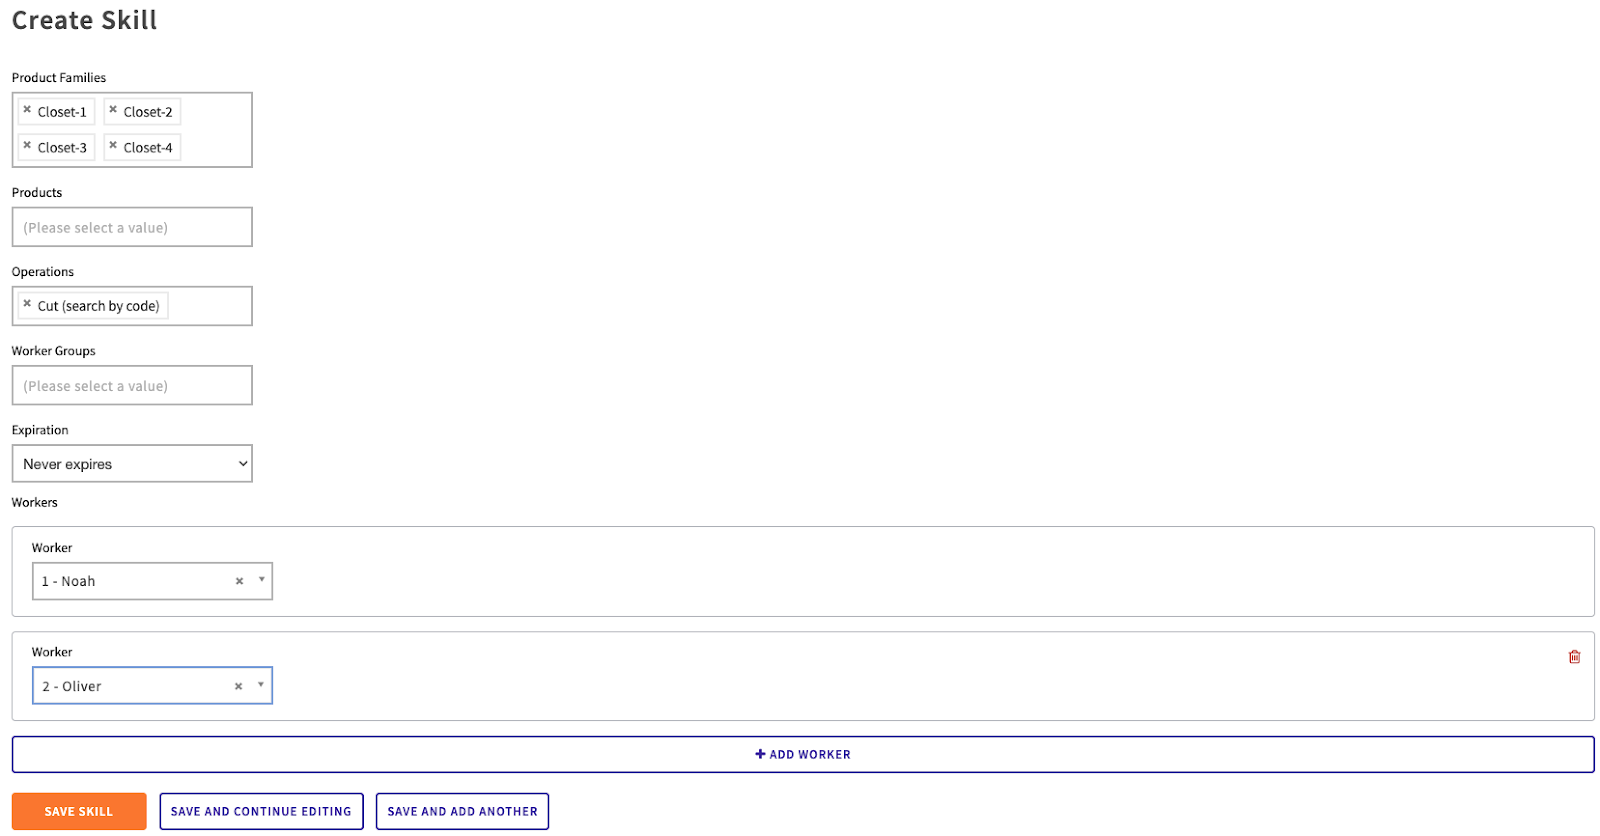 Create Skill
Product Families
× Closet-1 × Closet-2
× Closet-3 × Closet-4
Products
(Please select a value)
Operations
× Cut (search by code)
Worker Groups
(Please select a value)
Expiration
Never expires
Workers
Worker
1 - Noah ×
Worker
2 - Oliver ×
+ ADD WORKER
SAVE SKILL SAVE AND CONTINUE EDITING SAVE AND ADD ANOTHER